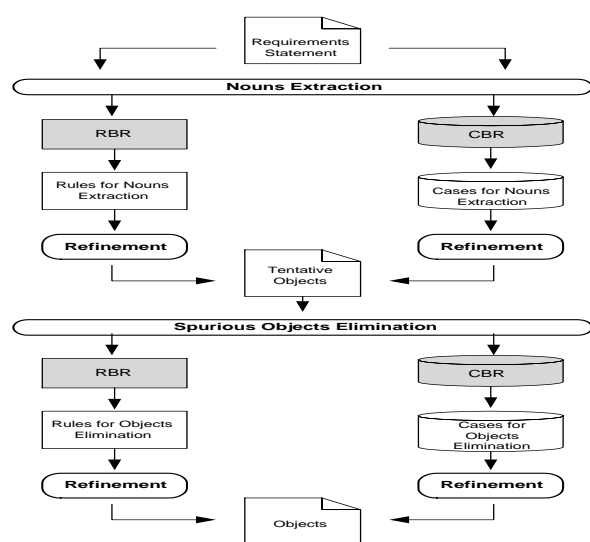 Requirements
Statement
Nouns Extraction
RBR
CBR
Rules for Nouns
Extraction
Cases for Nouns
Extraction
Refinement
Refinement
Tentative
Objects
Spurious Objects Elimination
RBR
CBR
Rules for Objects
Elimination
Cases for
Objects
Elimination
Refinement
Refinement
Objects